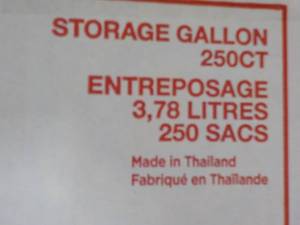 STORAGE GALLON
250CT
ENTREPOSAGE
3,78 LITRES
250 SACS
Made in Thailand
Fabriqué en Thaïlande